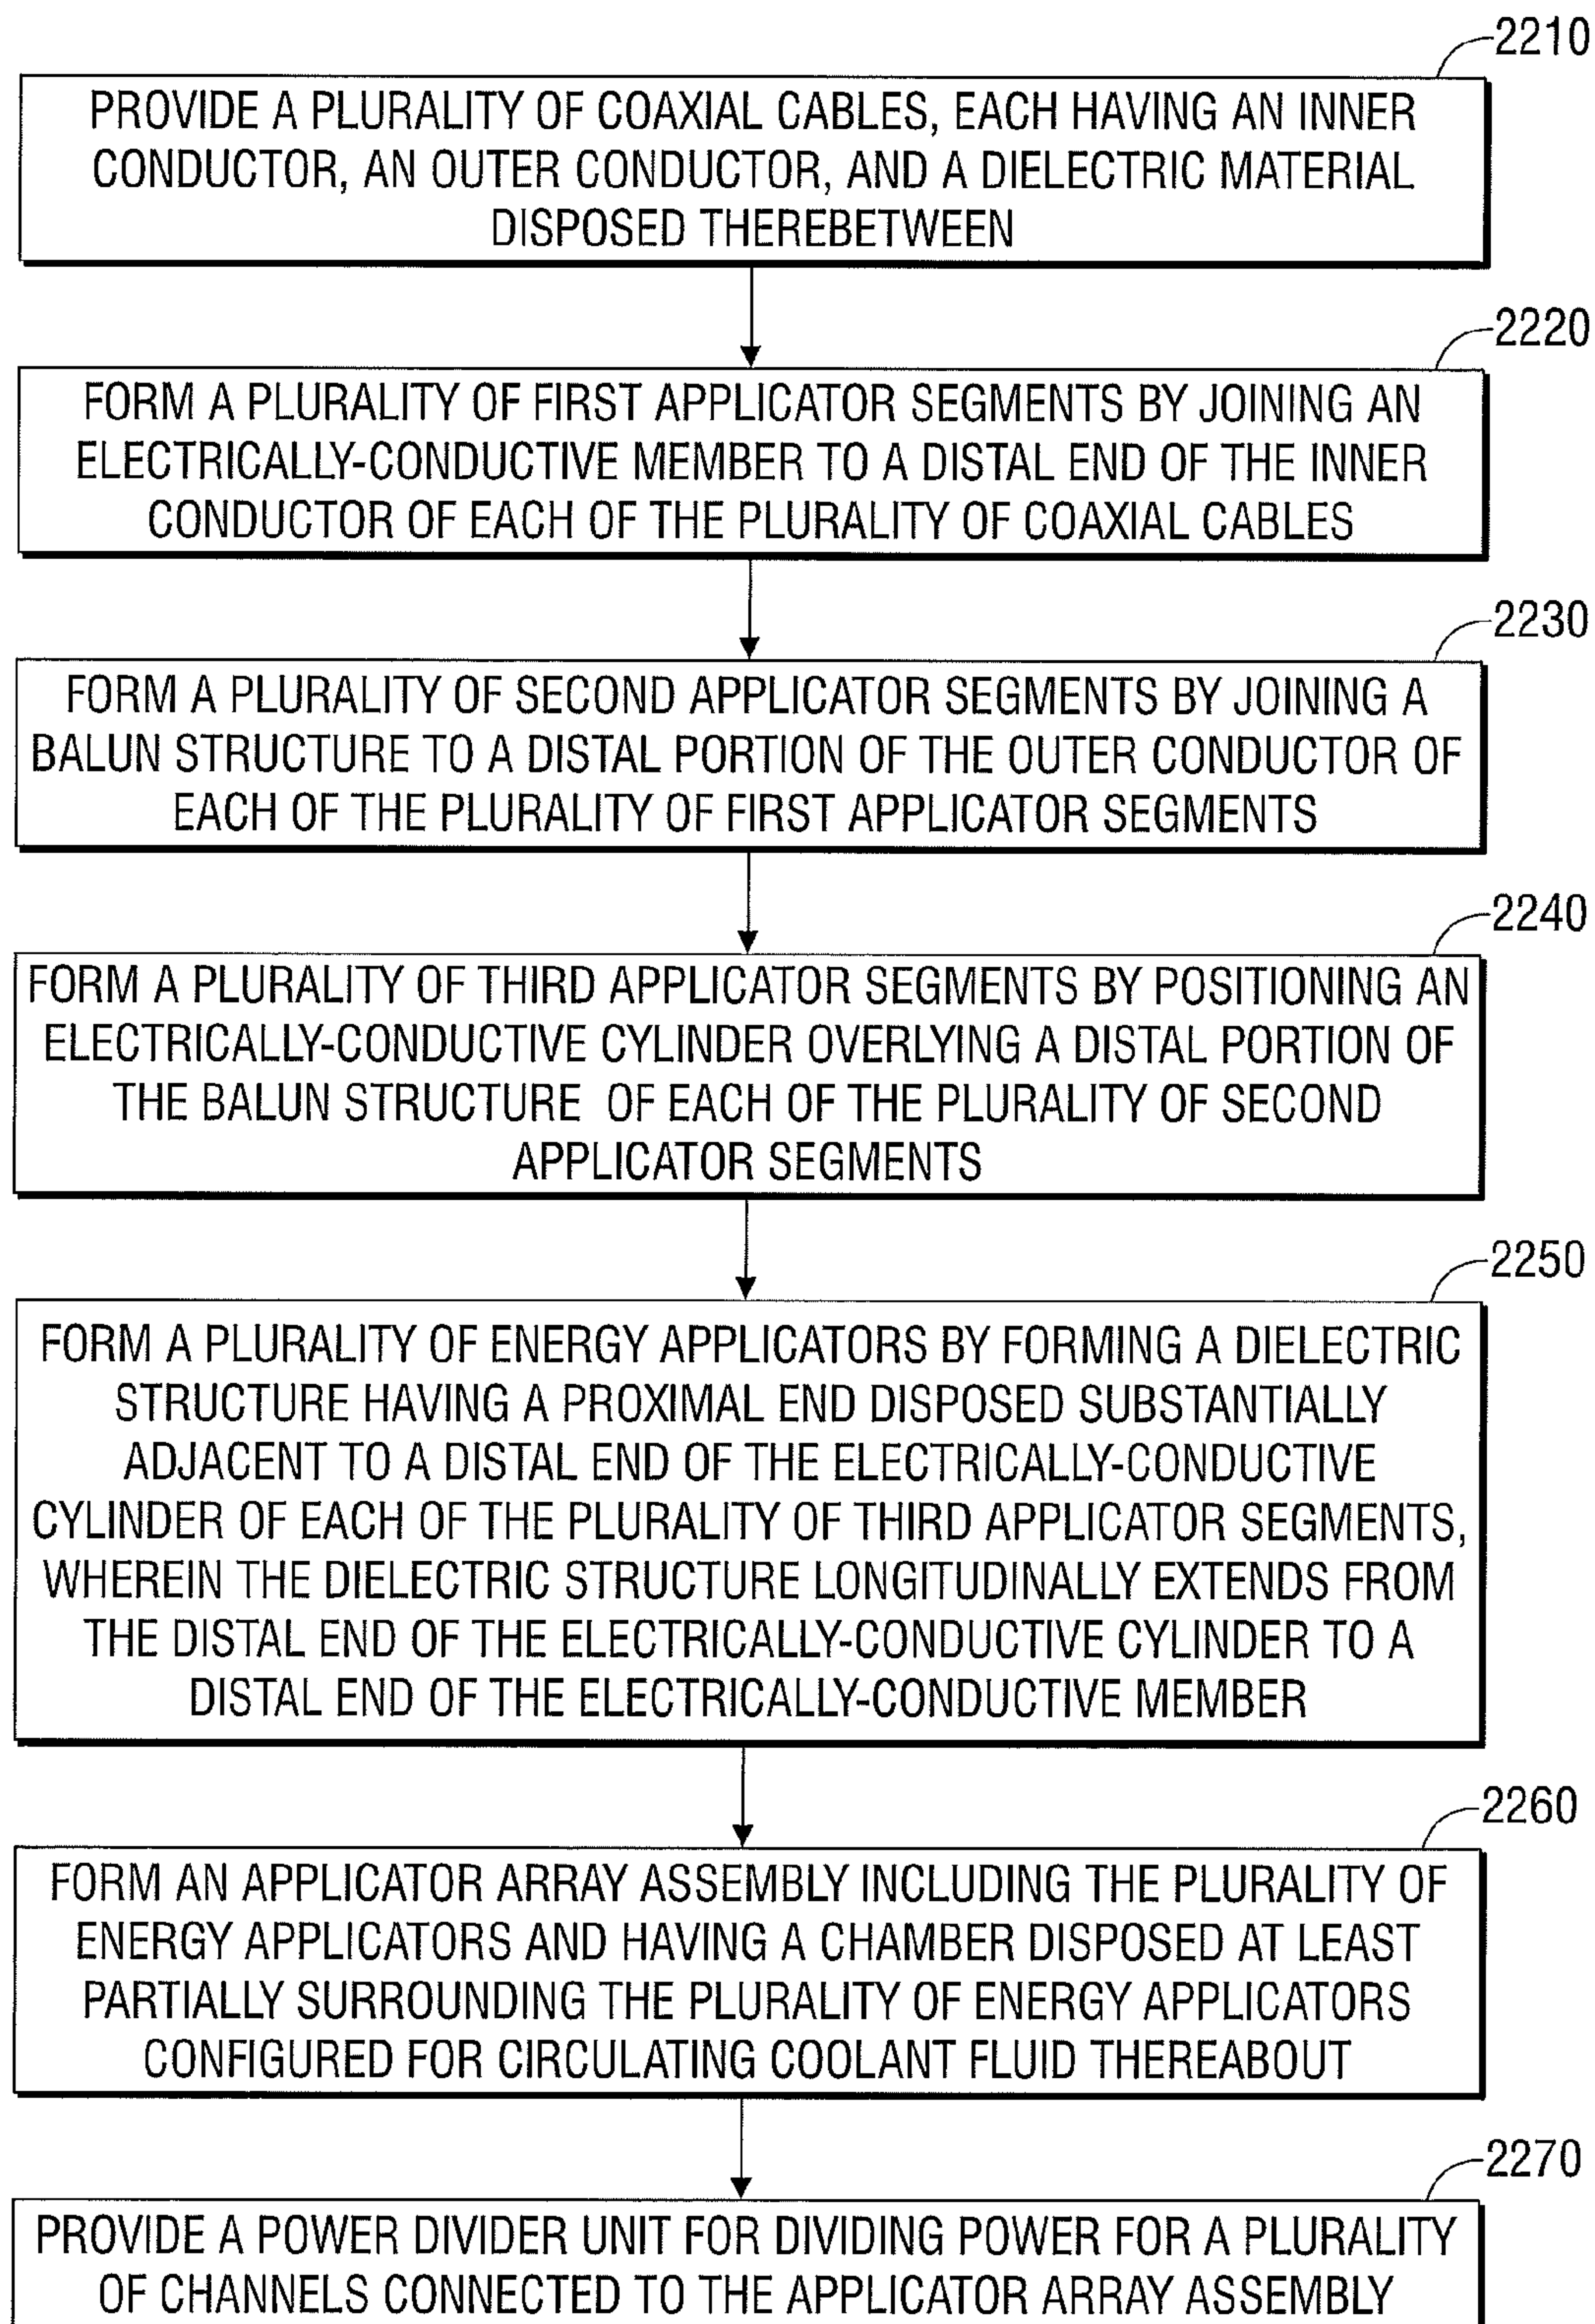 2210
PROVIDE A PLURALITY OF COAXIAL CABLES, EACH HAVING AN INNER
CONDUCTOR, AN OUTER CONDUCTOR, AND A DIELECTRIC MATERIAL
DISPOSED THEREBETWEEN
2220
FORM A PLURALITY OF FIRST APPLICATOR SEGMENTS BY JOINING AN
ELECTRICALLY-CONDUCTIVE MEMBER TO A DISTAL END OF THE INNER
CONDUCTOR OF EACH OF THE PLURALITY OF COAXIAL CABLES
2230
FORM A PLURALITY OF SECOND APPLICATOR SEGMENTS BY JOINING A
BALUN STRUCTURE TO A DISTAL PORTION OF THE OUTER CONDUCTOR OF
EACH OF THE PLURALITY OF FIRST APPLICATOR SEGMENTS
2240
FORM A PLURALITY OF THIRD APPLICATOR SEGMENTS BY POSITIONING AN
ELECTRICALLY-CONDUCTIVE CYLINDER OVERLYING A DISTAL PORTION OF
THE BALUN STRUCTURE OF EACH OF THE PLURALITY OF SECOND
APPLICATOR SEGMENTS
2250
FORM A PLURALITY OF ENERGY APPLICATORS BY FORMING A DIELECTRIC
STRUCTURE HAVING A PROXIMAL END DISPOSED SUBSTANTIALLY
ADJACENT TO A DISTAL END OF THE ELECTRICALLY-CONDUCTIVE
CYLINDER OF EACH OF THE PLURALITY OF THIRD APPLICATOR SEGMENTS,
WHEREIN THE DIELECTRIC STRUCTURE LONGITUDINALLY EXTENDS FROM
THE DISTAL END OF THE ELECTRICALLY-CONDUCTIVE CYLINDER TO A
DISTAL END OF THE ELECTRICALLY-CONDUCTIVE MEMBER
2260
FORM AN APPLICATOR ARRAY ASSEMBLY INCLUDING THE PLURALITY OF
ENERGY APPLICATORS AND HAVING A CHAMBER DISPOSED AT LEAST
PARTIALLY SURROUNDING THE PLURALITY OF ENERGY APPLICATORS
CONFIGURED FOR CIRCULATING COOLANT FLUID THEREABOUT
2270
PROVIDE A POWER DIVIDER UNIT FOR DIVIDING POWER FOR A PLURALITY
OF CHANNELS CONNECTED TO THE APPLICATOR ARRAY ASSEMBLY